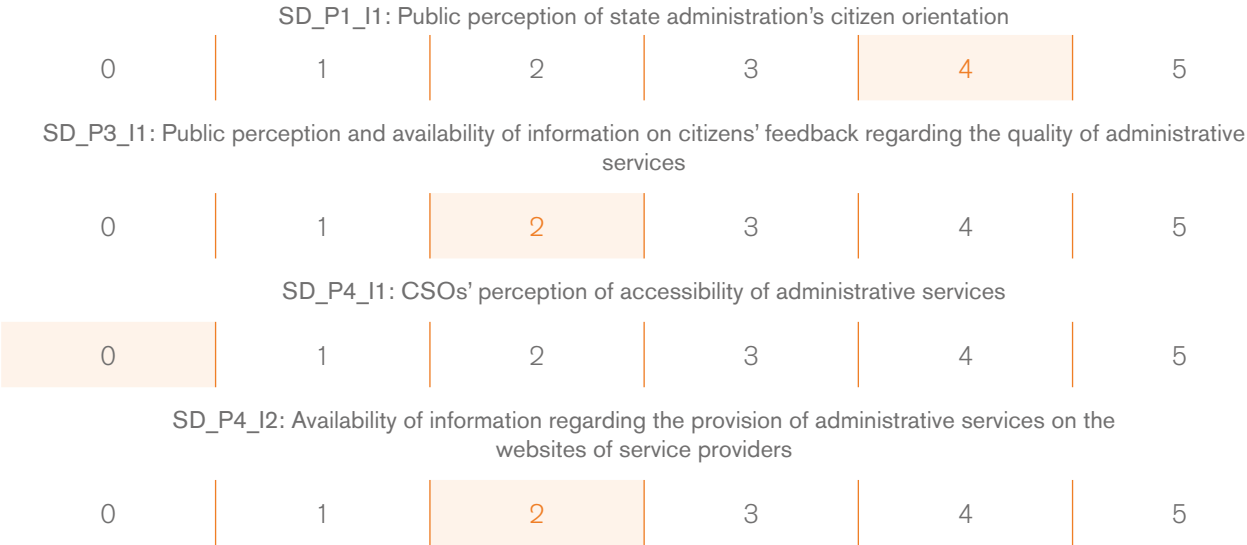 SD_P1_I1: Public perception of state administration's citizen orientation
0 1 2 3 4 5
SD_P3_I1: Public perception and availability of information on citizens' feedback regarding the quality of administrative
services
0 1 2 3 4 5
SD_P4_I1: CSOs' perception of accessibility of administrative services
0 1 2 3 4 5
SD_P4_I2: Availability of information regarding the provision of administrative services on the
websites of service providers
0 1 2 3 4 5